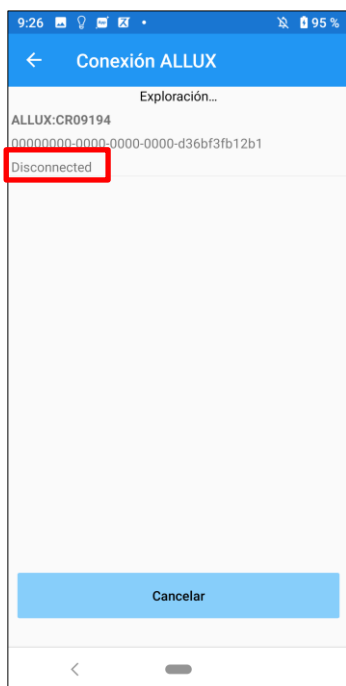 9:26 95 %
Conexión ALLUX
Exploración...
ALLUX:CR09194
00000000-0000-0000-0000-d36bf3fb12b1
Disconnected
Cancelar